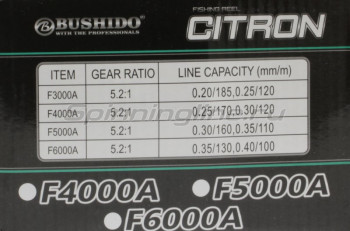 BUSHIDO
WITH THE PROFESSIONALS
FISHING REEL
CITRON
ITEM GEAR RATIO LINE CAPACITY (mm/m)
F3000A 5.2:1 0.20/185,0.25/120
F4000A 5.2:1 0.25/170,0.30/120
F5000A 5.2:1 0.30/160,0.35/110
F6000A 5.2:1 0.35/130,0.40/100
F4000A F5000A
F6000A